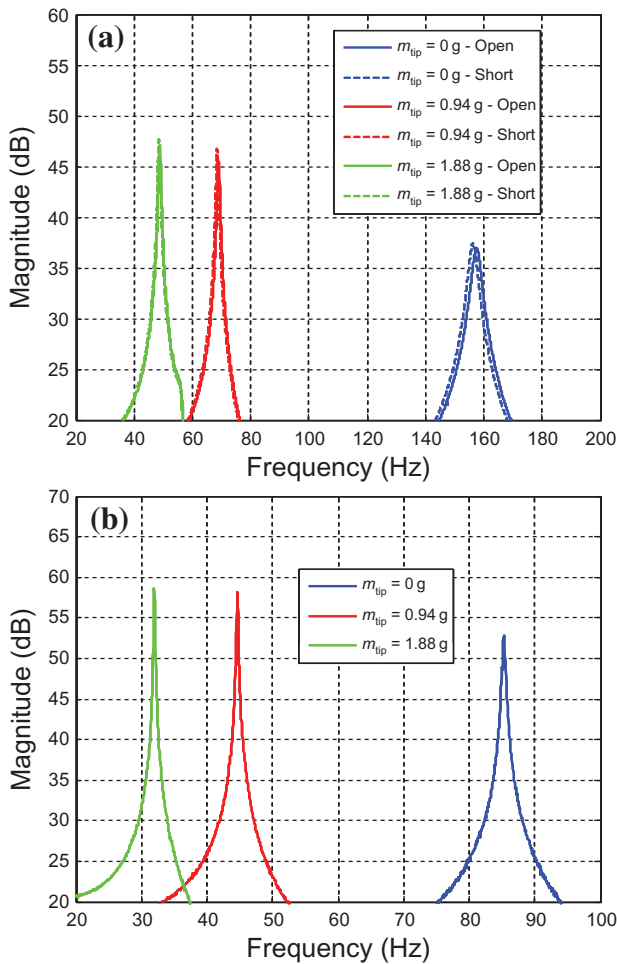 (a)
60
55
50
45
40
35
30
25
20
Magnitude (dB)
m_tip = 0 g - Open
m_tip = 0 g - Short
m_tip = 0.94 g - Open
m_tip = 0.94 g - Short
m_tip = 1.88 g - Open
m_tip = 1.88 g - Short
20 40 60 80 100 120 140 160 180 200
Frequency (Hz)
(b)
70
65
60
55
50
45
40
35
30
25
20
Magnitude (dB)
m_tip = 0 g
m_tip = 0.94 g
m_tip = 1.88 g
20 30 40 50 60 70 80 90 100
Frequency (Hz)